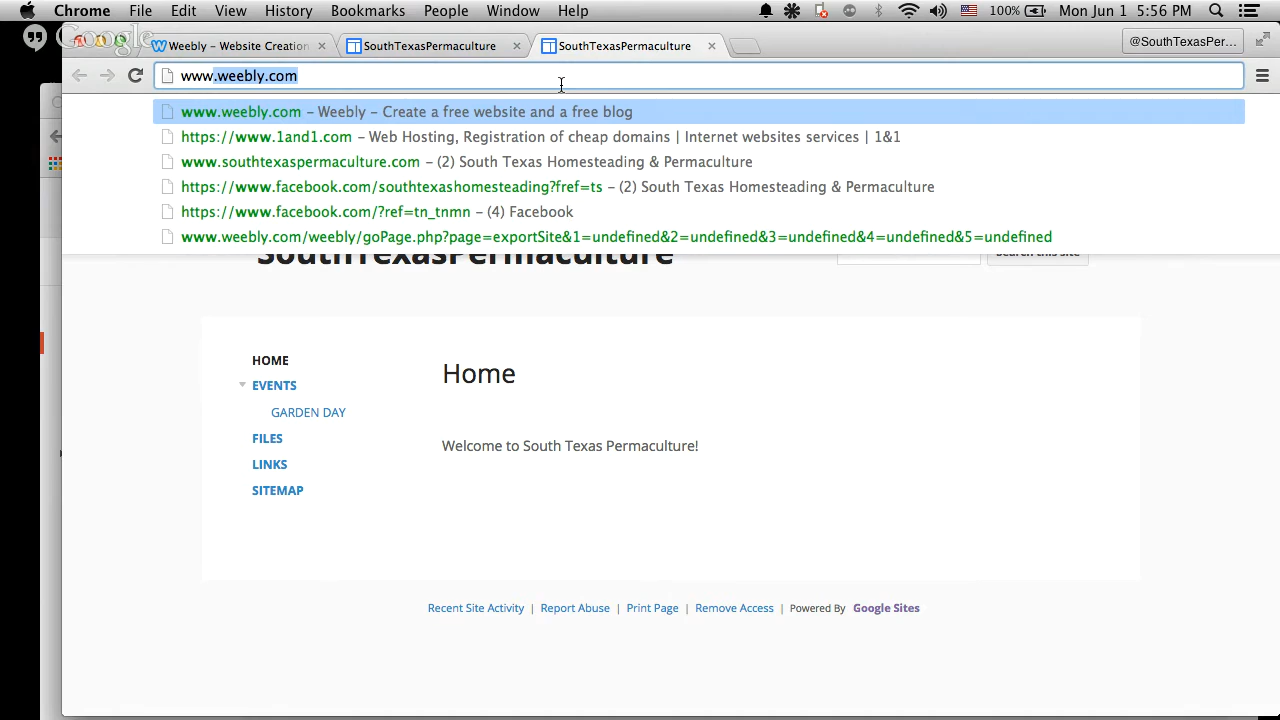 Chrome File Edit View History Bookmarks People Window Help 100% Mon Jun 1 5:56 PM
Google
Weebly - Website Creation SouthTexasPermaculture SouthTexasPermaculture @SouthTexasPer...
www.weebly.com
www.weebly.com – Weebly – Create a free website and a free blog
https://www.1and1.com – Web Hosting, Registration of cheap domains | Internet websites services | 1&1
www.southtexaspermaculture.com – (2) South Texas Homesteading & Permaculture
https://www.facebook.com/southtexashomesteading?fref=ts – (2) South Texas Homesteading & Permaculture
https://www.facebook.com/?ref=tn_tnmn – (4) Facebook
www.weebly.com/weebly/goPage.php?page=exportSite&1=undefined&2=undefined&3=undefined&4=undefined&5=undefined
SouthTexasPermaculture Search this site
HOME
Home
EVENTS
GARDEN DAY
FILES
Welcome to South Texas Permaculture!
LINKS
SITEMAP
Recent Site Activity | Report Abuse | Print Page | Remove Access | Powered By Google Sites